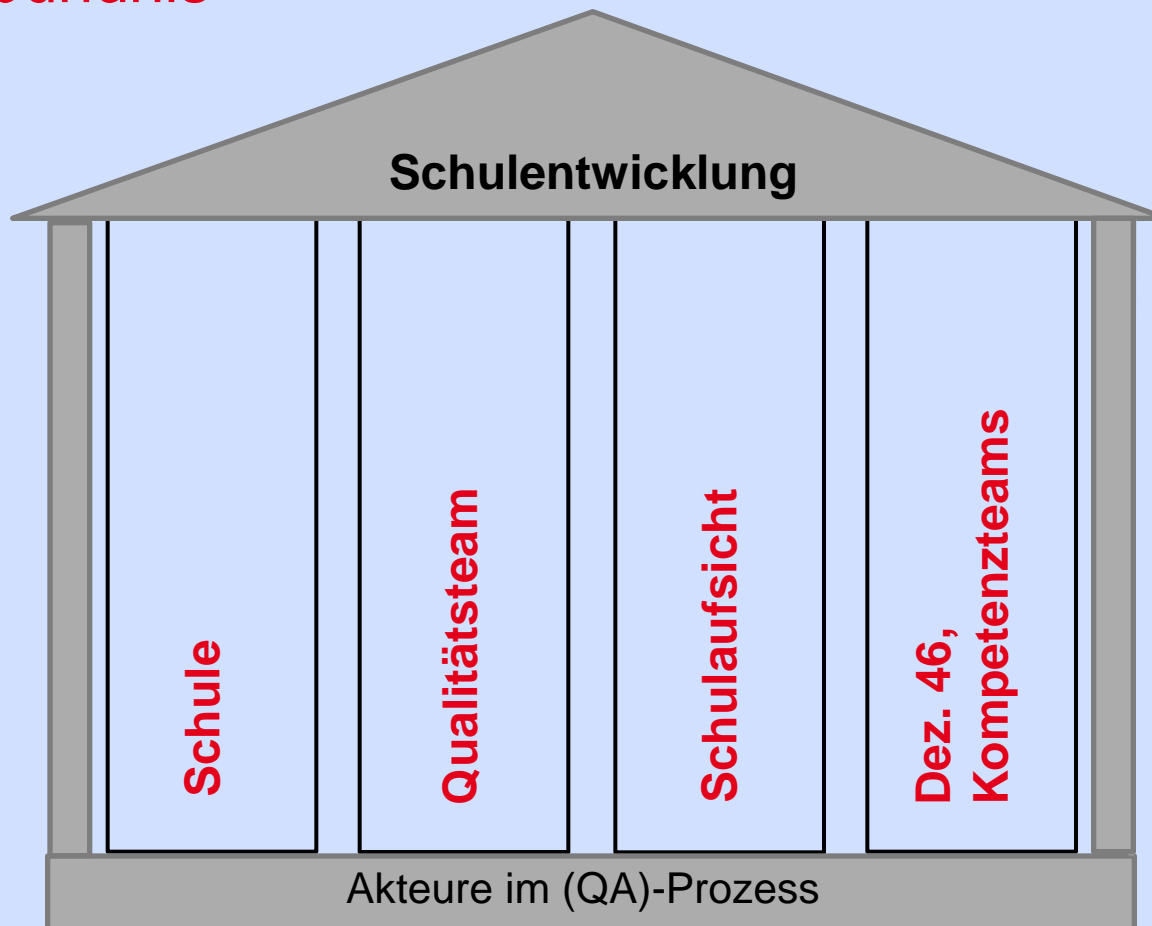 Schulentwicklung
Schule
Qualitätsteam
Schulaufsicht
Dez. 46,
Kompetenzteams
Akteure im (QA)-Prozess